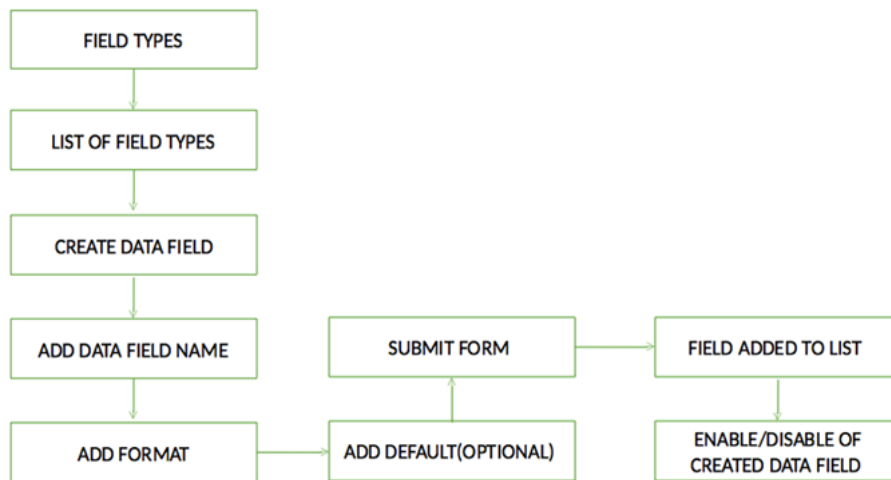 FIELD TYPES
LIST OF FIELD TYPES
CREATE DATA FIELD
ADD DATA FIELD NAME
ADD FORMAT
ADD DEFAULT(OPTIONAL)
SUBMIT FORM
FIELD ADDED TO LIST
ENABLE/DISABLE OF
CREATED DATA FIELD